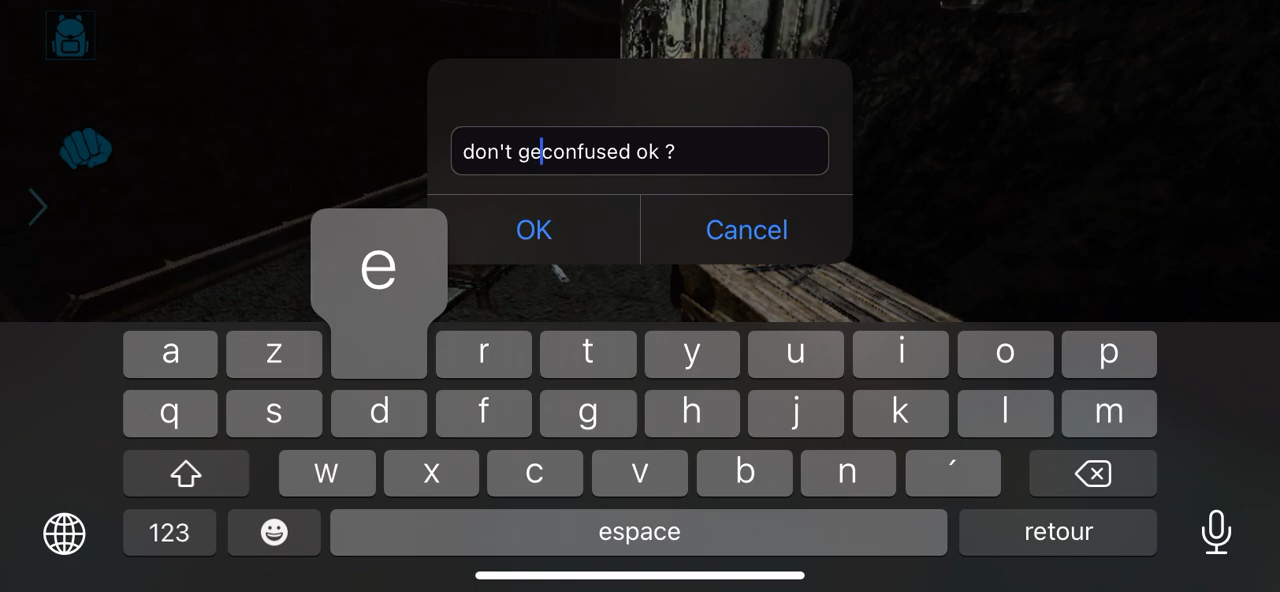 don't geconfused ok ?
OK Cancel
e
a z r t y u i o p
q s d f g h j k l m
w x c v b n ´
123 espace retour